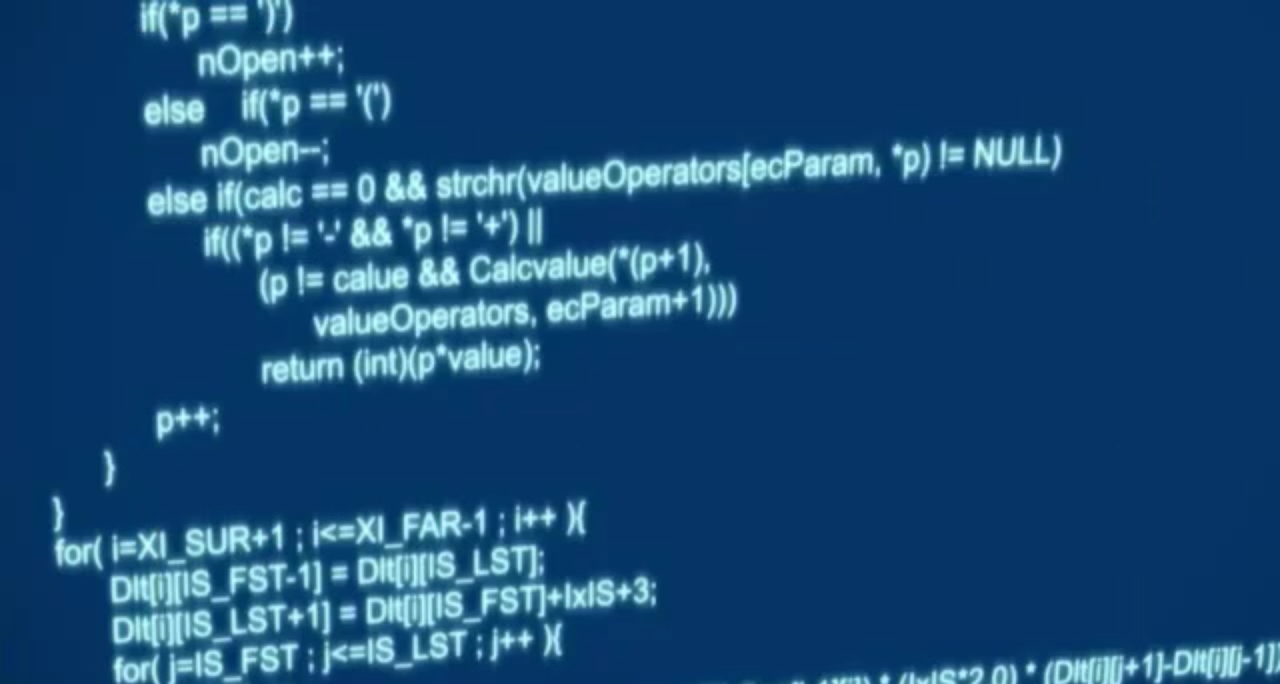 if(*p == ')')
nOpen++;
else if(*p == '(')
nOpen--;
else if(calc == 0 && strchr(valueOperators[ecParam, *p) != NULL)
if((*p != '-' && *p != '+') ||
(p != calue && Calcvalue(*(p+1),
valueOperators, ecParam+1)))
return (int)(p*value);
p++;
}
}
for( i=XI_SUR+1 ; i<=XI_FAR-1 ; i++ ){
Dlt[i][IS_FST-1] = Dlt[i][IS_LST];
Dlt[i][IS_LST+1] = Dlt[i][IS_FST]+IxIS+3;
for( j=IS_FST ; j<=IS_LST ; j++ ){
* (IxIS*2.0) * (Dlt[i][j+1]-Dlt[i][j-1])